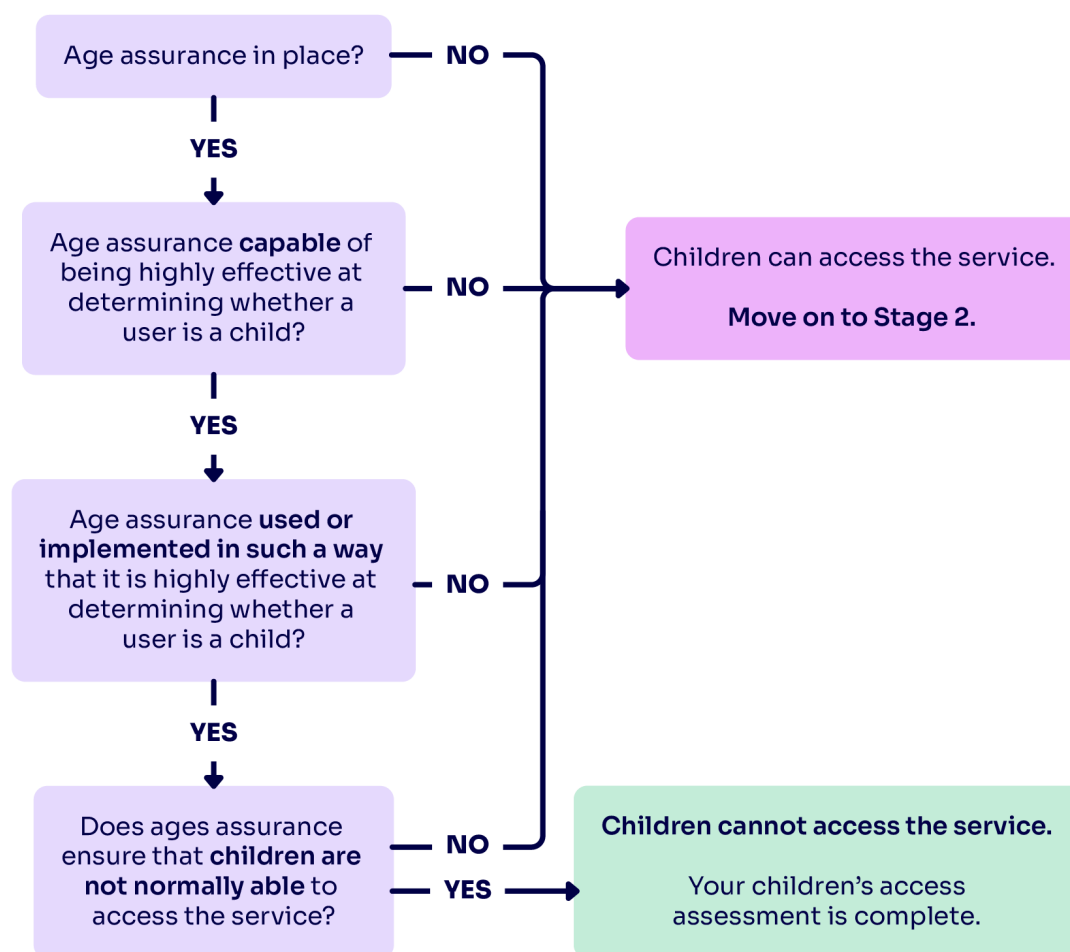 Age assurance in place?
NO
YES
Age assurance capable of
being highly effective at
determining whether a
user is a child?
NO
Children can access the service.
Move on to Stage 2.
YES
Age assurance used or
implemented in such a way
that it is highly effective at
determining whether a
user is a child?
NO
YES
Does ages assurance
ensure that children are
not normally able to
access the service?
NO
YES
Children cannot access the service.
Your children’s access
assessment is complete.